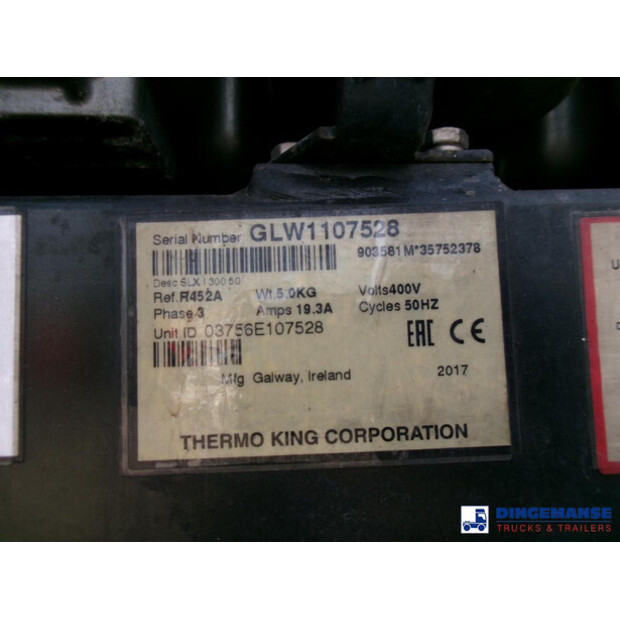 Serial Number GLW1107528
903581M*35752378
Desc SLX I 300 50
Ref. R452A Wt. 5.0KG Volts400V
Phase 3 Amps 19.3A Cycles 50HZ
Unit ID 03756E107528
EAC CE
Mfg Galway, Ireland 2017
THERMO KING CORPORATION
DINGEMANSE
TRUCKS & TRAILERS